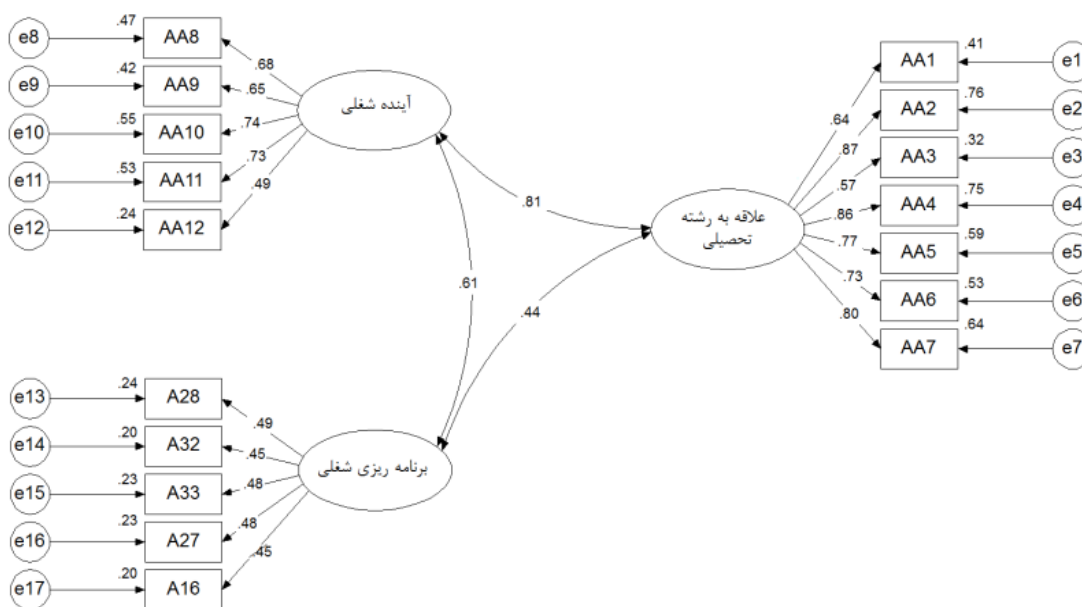 e8
.47
AA8
e9
.42
AA9
e10
.55
AA10
e11
.53
AA11
e12
.24
AA12
.68
.65
.74
.73
.49
آینده شغلی
.81
.61
.44
علاقه به رشته
تحصیلی
.64
.87
.57
.86
.77
.73
.80
AA1
.41
e1
AA2
.76
e2
AA3
.32
e3
AA4
.75
e4
AA5
.59
e5
AA6
.53
e6
AA7
.64
e7
e13
.24
A28
e14
.20
A32
e15
.23
A33
e16
.23
A27
e17
.20
A16
.49
.45
.48
.48
.45
برنامه ریزی شغلی